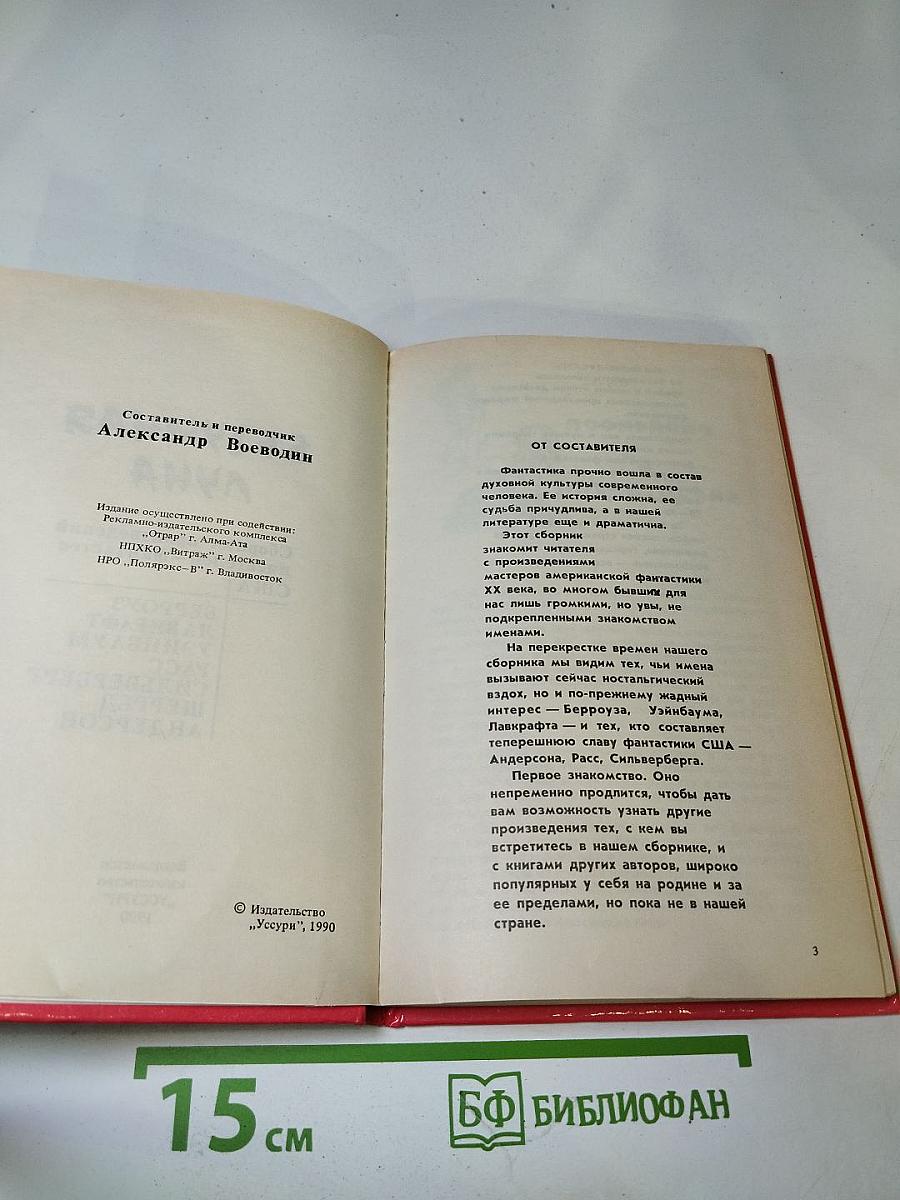 Составитель и переводчик
Александр Воеводин
Издание осуществлено при содействии:
Рекламно-издательского комплекса
„Отрар" г. Алма-Ата
НПХКО „Витраж" г. Москва
НРО „Полярэкс—В" г. Владивосток
© Издательство
„Уссури", 1990
ОТ СОСТАВИТЕЛЯ
Фантастика прочно вошла в состав
духовной культуры современного
человека. Ее история сложна, ее
судьба причудлива, а в нашей
литературе еще и драматична.
Этот сборник
знакомит читателя
с произведениями
мастеров американской фантастики
XX века, во многом бывших для
нас лишь громкими, но увы, не
подкрепленными знакомством
именами.
На перекрестке времен нашего
сборника мы видим тех, чьи имена
вызывают сейчас ностальгический
вздох, но и по-прежнему жадный
интерес — Берроуза, Уэйнбаума,
Лавкрафта — и тех, кто составляет
теперешнюю славу фантастики США —
Андерсона, Расс, Сильверберга.
Первое знакомство. Оно
непременно продлится, чтобы дать
вам возможность узнать другие
произведения тех, с кем вы
встретитесь в нашем сборнике, и
с книгами других авторов, широко
популярных у себя на родине и за
ее пределами, но пока не в нашей
стране.
3
15 см
БФ БИБЛИОФАН